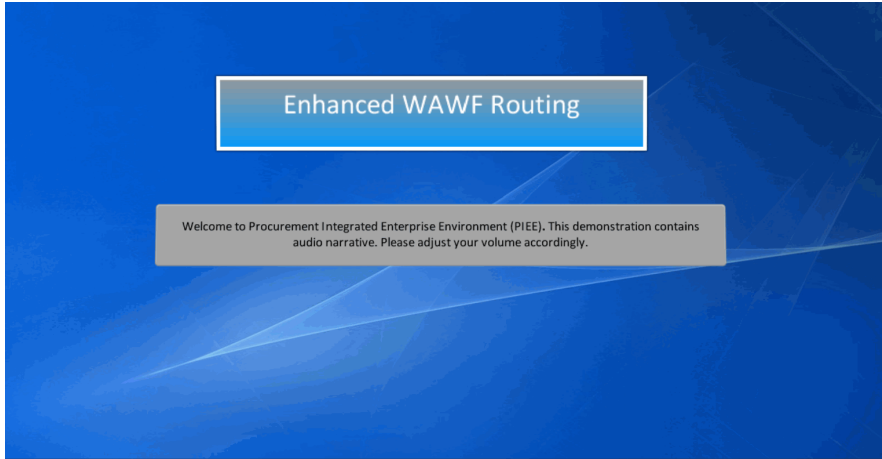 Enhanced WAWF Routing
Welcome to Procurement Integrated Enterprise Environment (PIEE). This demonstration contains
audio narrative. Please adjust your volume accordingly.